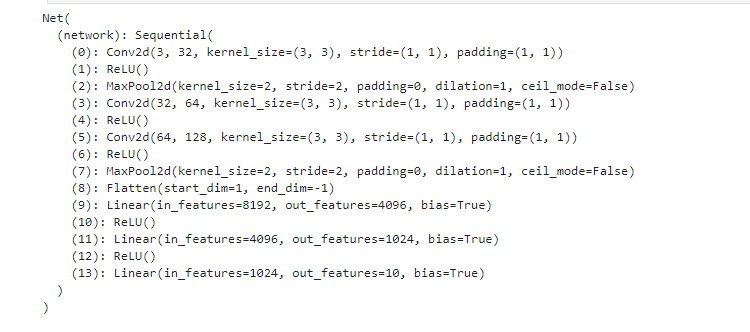 Net(
  (network): Sequential(
    (0): Conv2d(3, 32, kernel_size=(3, 3), stride=(1, 1), padding=(1, 1))
    (1): ReLU()
    (2): MaxPool2d(kernel_size=2, stride=2, padding=0, dilation=1, ceil_mode=False)
    (3): Conv2d(32, 64, kernel_size=(3, 3), stride=(1, 1), padding=(1, 1))
    (4): ReLU()
    (5): Conv2d(64, 128, kernel_size=(3, 3), stride=(1, 1), padding=(1, 1))
    (6): ReLU()
    (7): MaxPool2d(kernel_size=2, stride=2, padding=0, dilation=1, ceil_mode=False)
    (8): Flatten(start_dim=1, end_dim=-1)
    (9): Linear(in_features=8192, out_features=4096, bias=True)
    (10): ReLU()
    (11): Linear(in_features=4096, out_features=1024, bias=True)
    (12): ReLU()
    (13): Linear(in_features=1024, out_features=10, bias=True)
  )
)